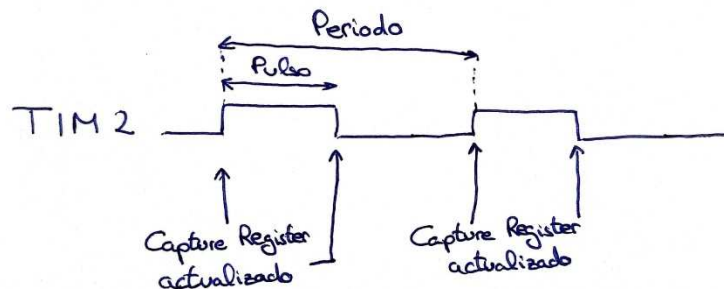 Periodo
Pulso
TIM2
Capture Register
actualizado
Capture Register
actualizado